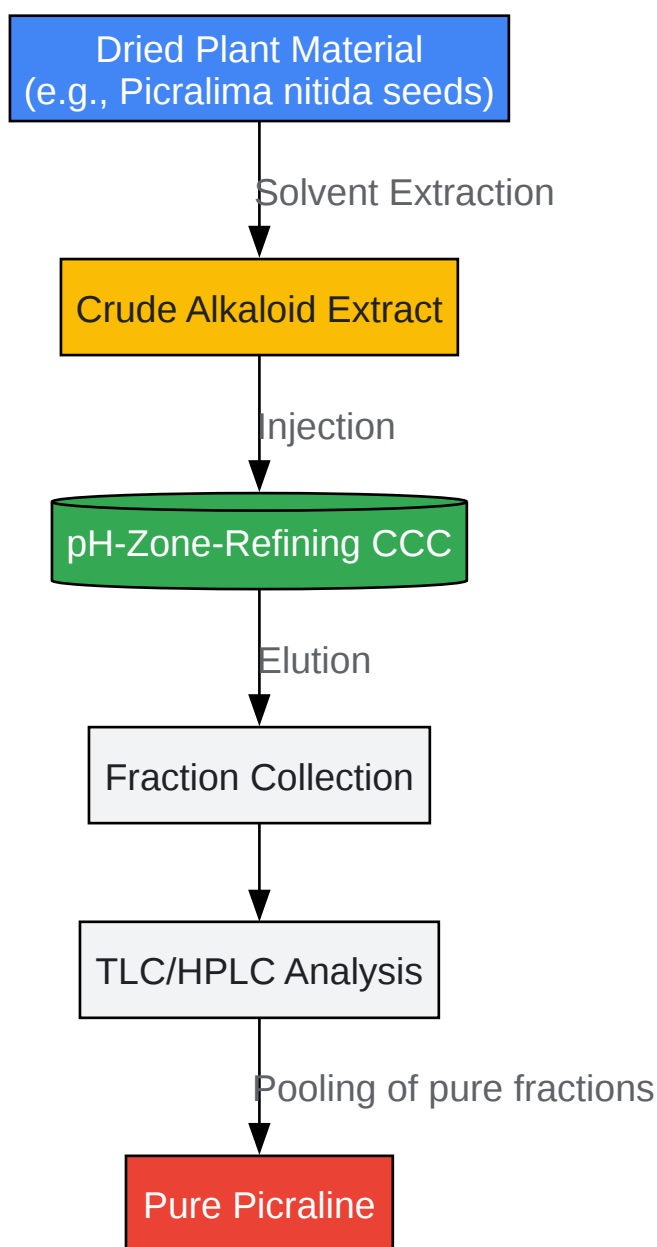 Dried Plant Material
(e.g., Picralima nitida seeds)
Solvent Extraction
Crude Alkaloid Extract
Injection
pH-Zone-Refining CCC
Elution
Fraction Collection
TLC/HPLC Analysis
Pooling of pure fractions
Pure Picraline